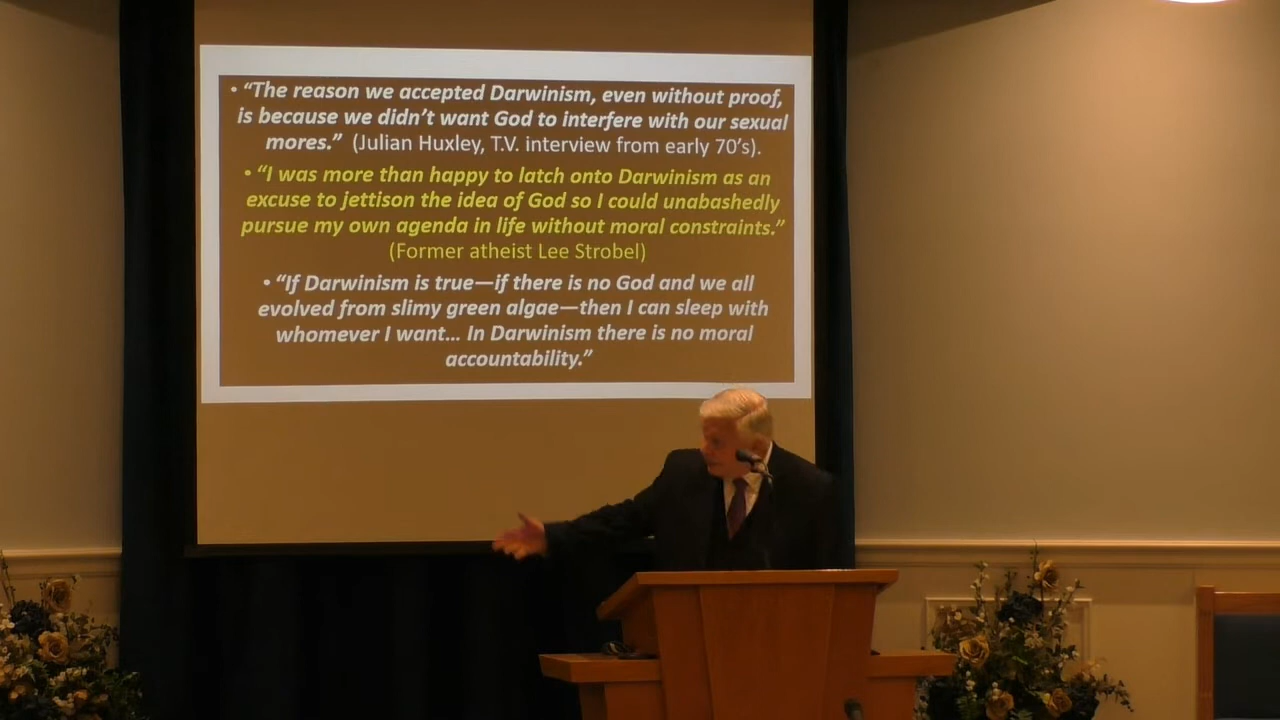 • “The reason we accepted Darwinism, even without proof,
is because we didn’t want God to interfere with our sexual
mores.” (Julian Huxley, T.V. interview from early 70’s).
• “I was more than happy to latch onto Darwinism as an
excuse to jettison the idea of God so I could unabashedly
pursue my own agenda in life without moral constraints.”
(Former atheist Lee Strobel)
• “If Darwinism is true—if there is no God and we all
evolved from slimy green algae—then I can sleep with
whomever I want... In Darwinism there is no moral
accountability.”